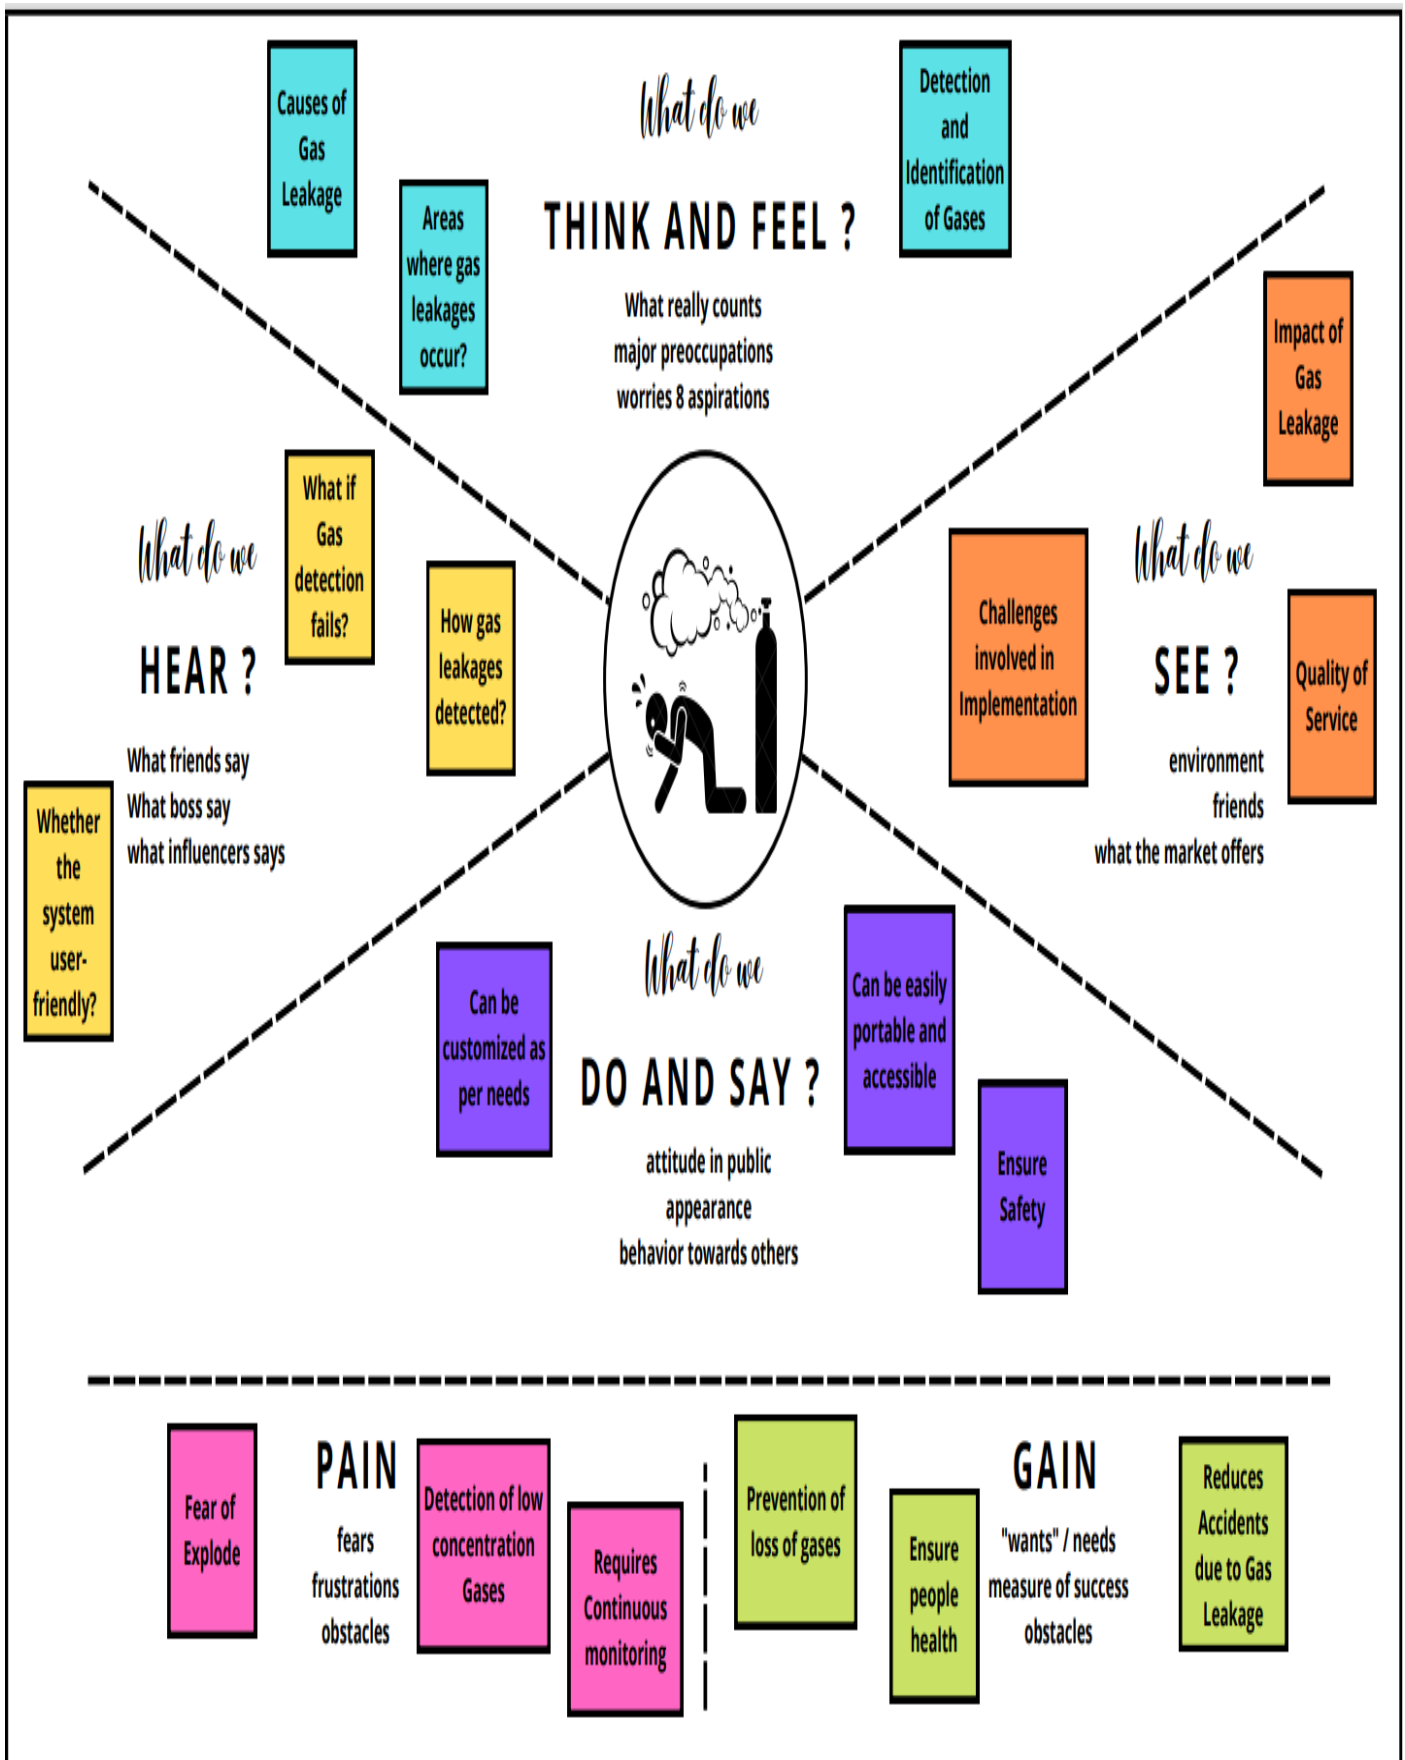 Causes of
Gas
Leakage
Areas
where gas
leakages
occur?
What do we
THINK AND FEEL ?
What really counts
major preoccupations
worries 8 aspirations
Detection
and
Identification
of Gases
What do we
HEAR ?
What friends say
What boss say
what influencers says
What if
Gas
detection
fails?
How gas
leakages
detected?
Whether
the
system
user-
friendly?
Impact of
Gas
Leakage
Challenges
involved in
Implementation
What do we
SEE ?
environment
friends
what the market offers
Quality of
Service
Can be
customized as
per needs
What do we
DO AND SAY ?
attitude in public
appearance
behavior towards others
Can be easily
portable and
accessible
Ensure
Safety
Fear of
Explode
PAIN
fears
frustrations
obstacles
Detection of low
concentration
Gases
Requires
Continuous
monitoring
Prevention of
loss of gases
Ensure
people
health
GAIN
"wants" / needs
measure of success
obstacles
Reduces
Accidents
due to Gas
Leakage